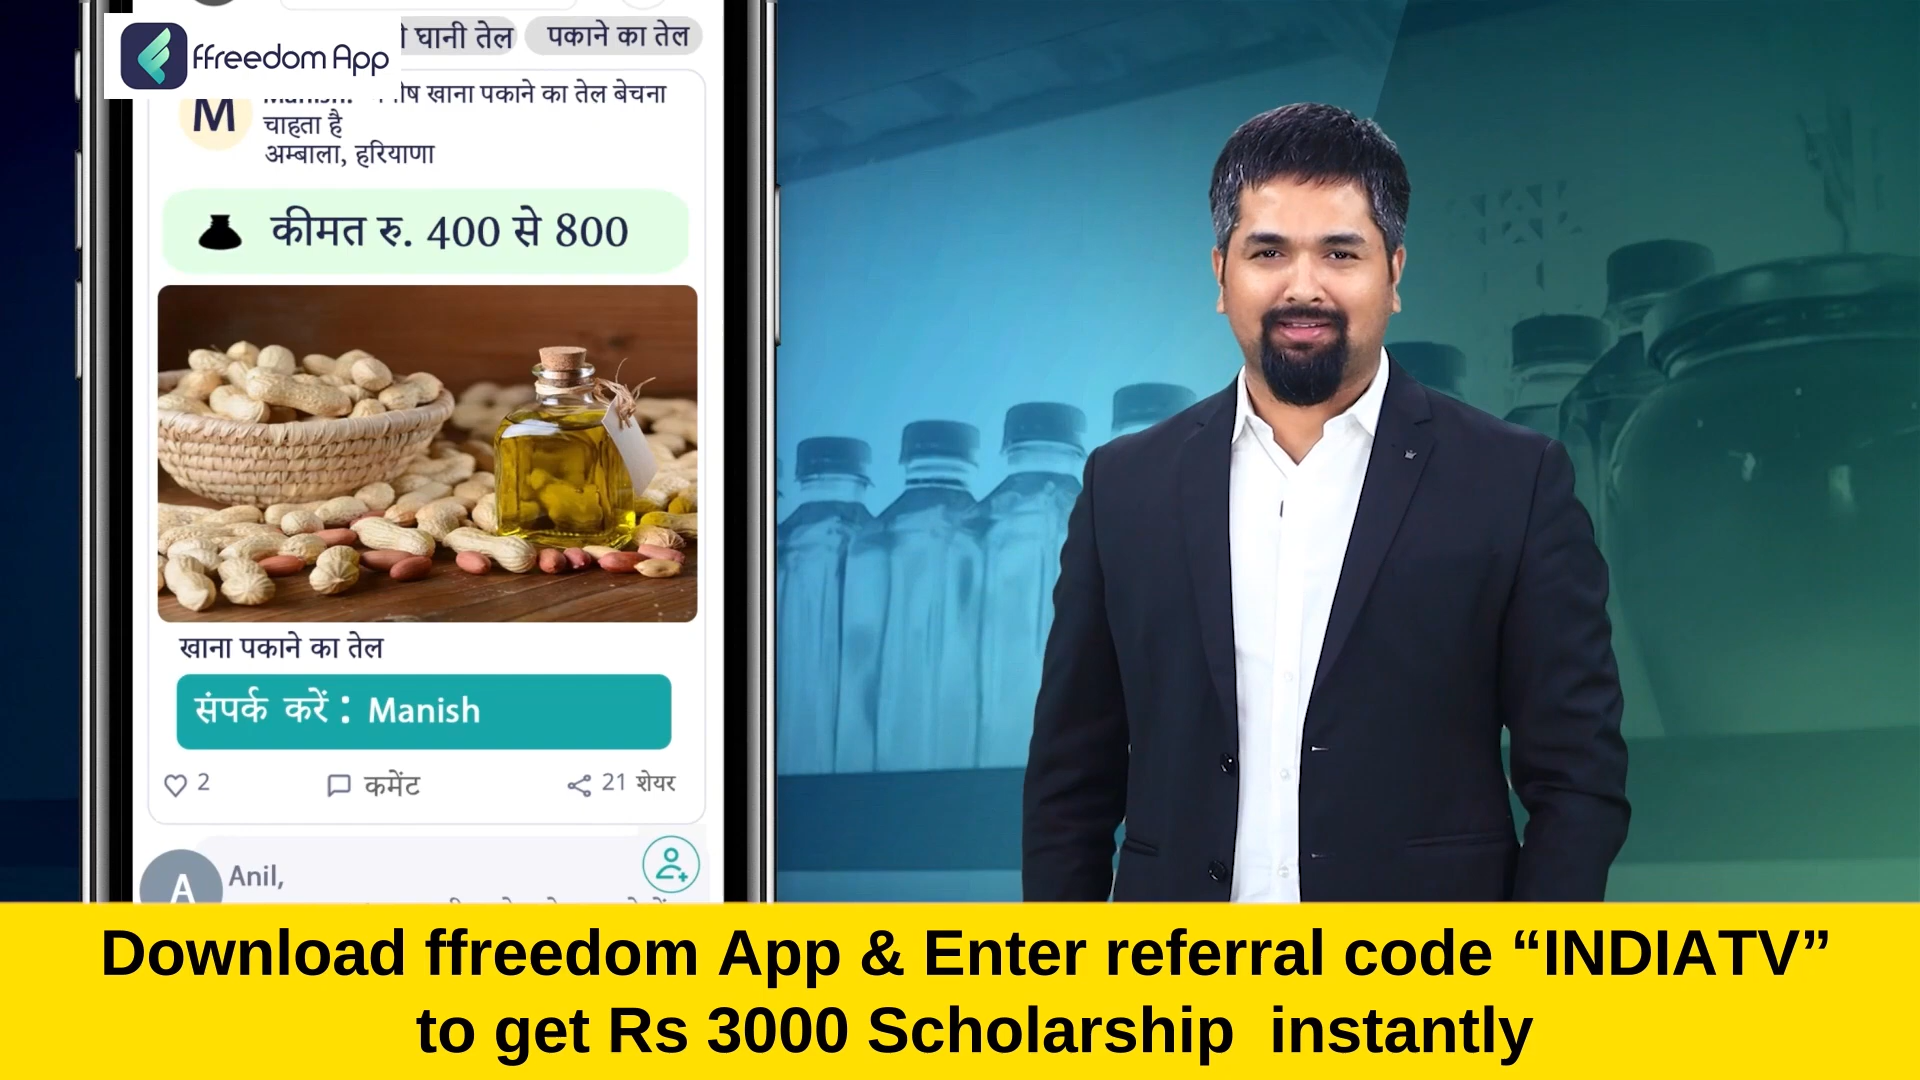 ffreedom App
घानी तेल
पकाने का तेल
M
खाना पकाने का तेल बेचना
चाहता है
अम्बाला, हरियाणा
कीमत रु. 400 से 800
खाना पकाने का तेल
संपर्क करें : Manish
2
कमेंट
21 शेयर
A
Anil,
Download ffreedom App & Enter referral code “INDIATV”
to get Rs 3000 Scholarship instantly